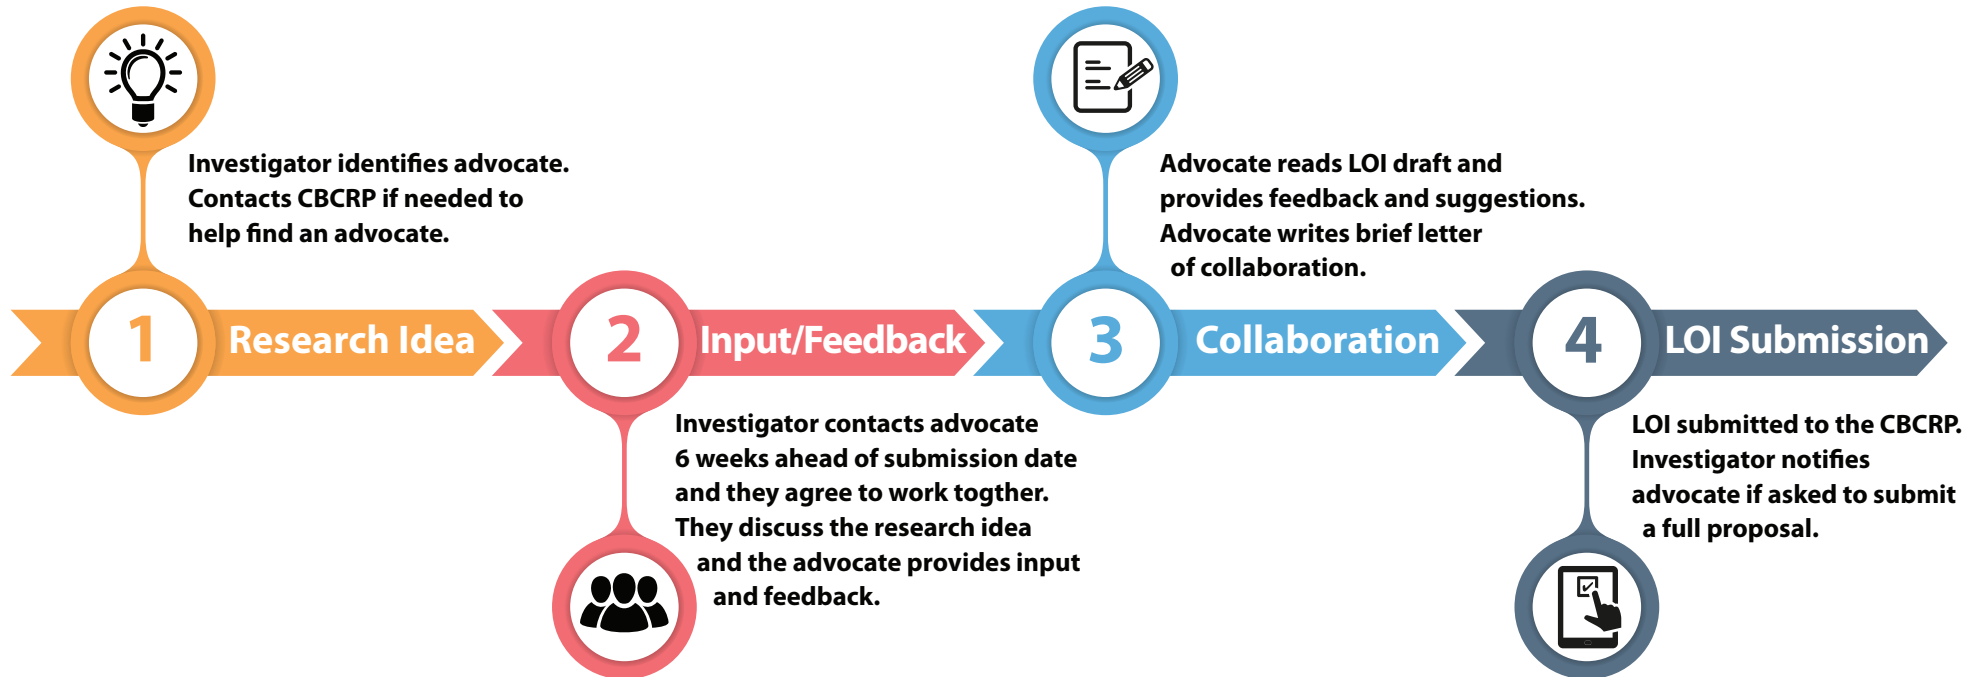 Investigator identifies advocate.
Contacts CBCRP if needed to
help find an advocate.
1
Research Idea
2
Input/Feedback
Investigator contacts advocate
6 weeks ahead of submission date
and they agree to work togther.
They discuss the research idea
and the advocate provides input
and feedback.
Advocate reads LOI draft and
provides feedback and suggestions.
Advocate writes brief letter
of collaboration.
3
Collaboration
4
LOI Submission
LOI submitted to the CBCRP.
Investigator notifies
advocate if asked to submit
a full proposal.